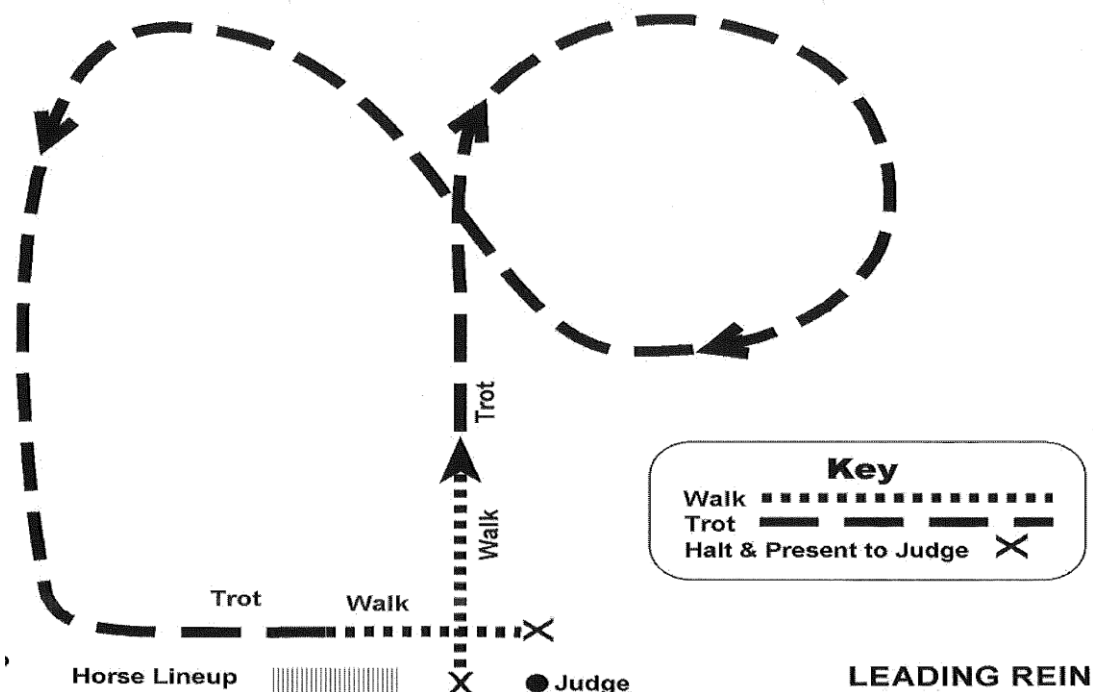 Trot
Walk
Key
Walk
Trot
Halt & Present to Judge X
Trot
Walk
X
Horse Lineup
X
Judge
LEADING REIN